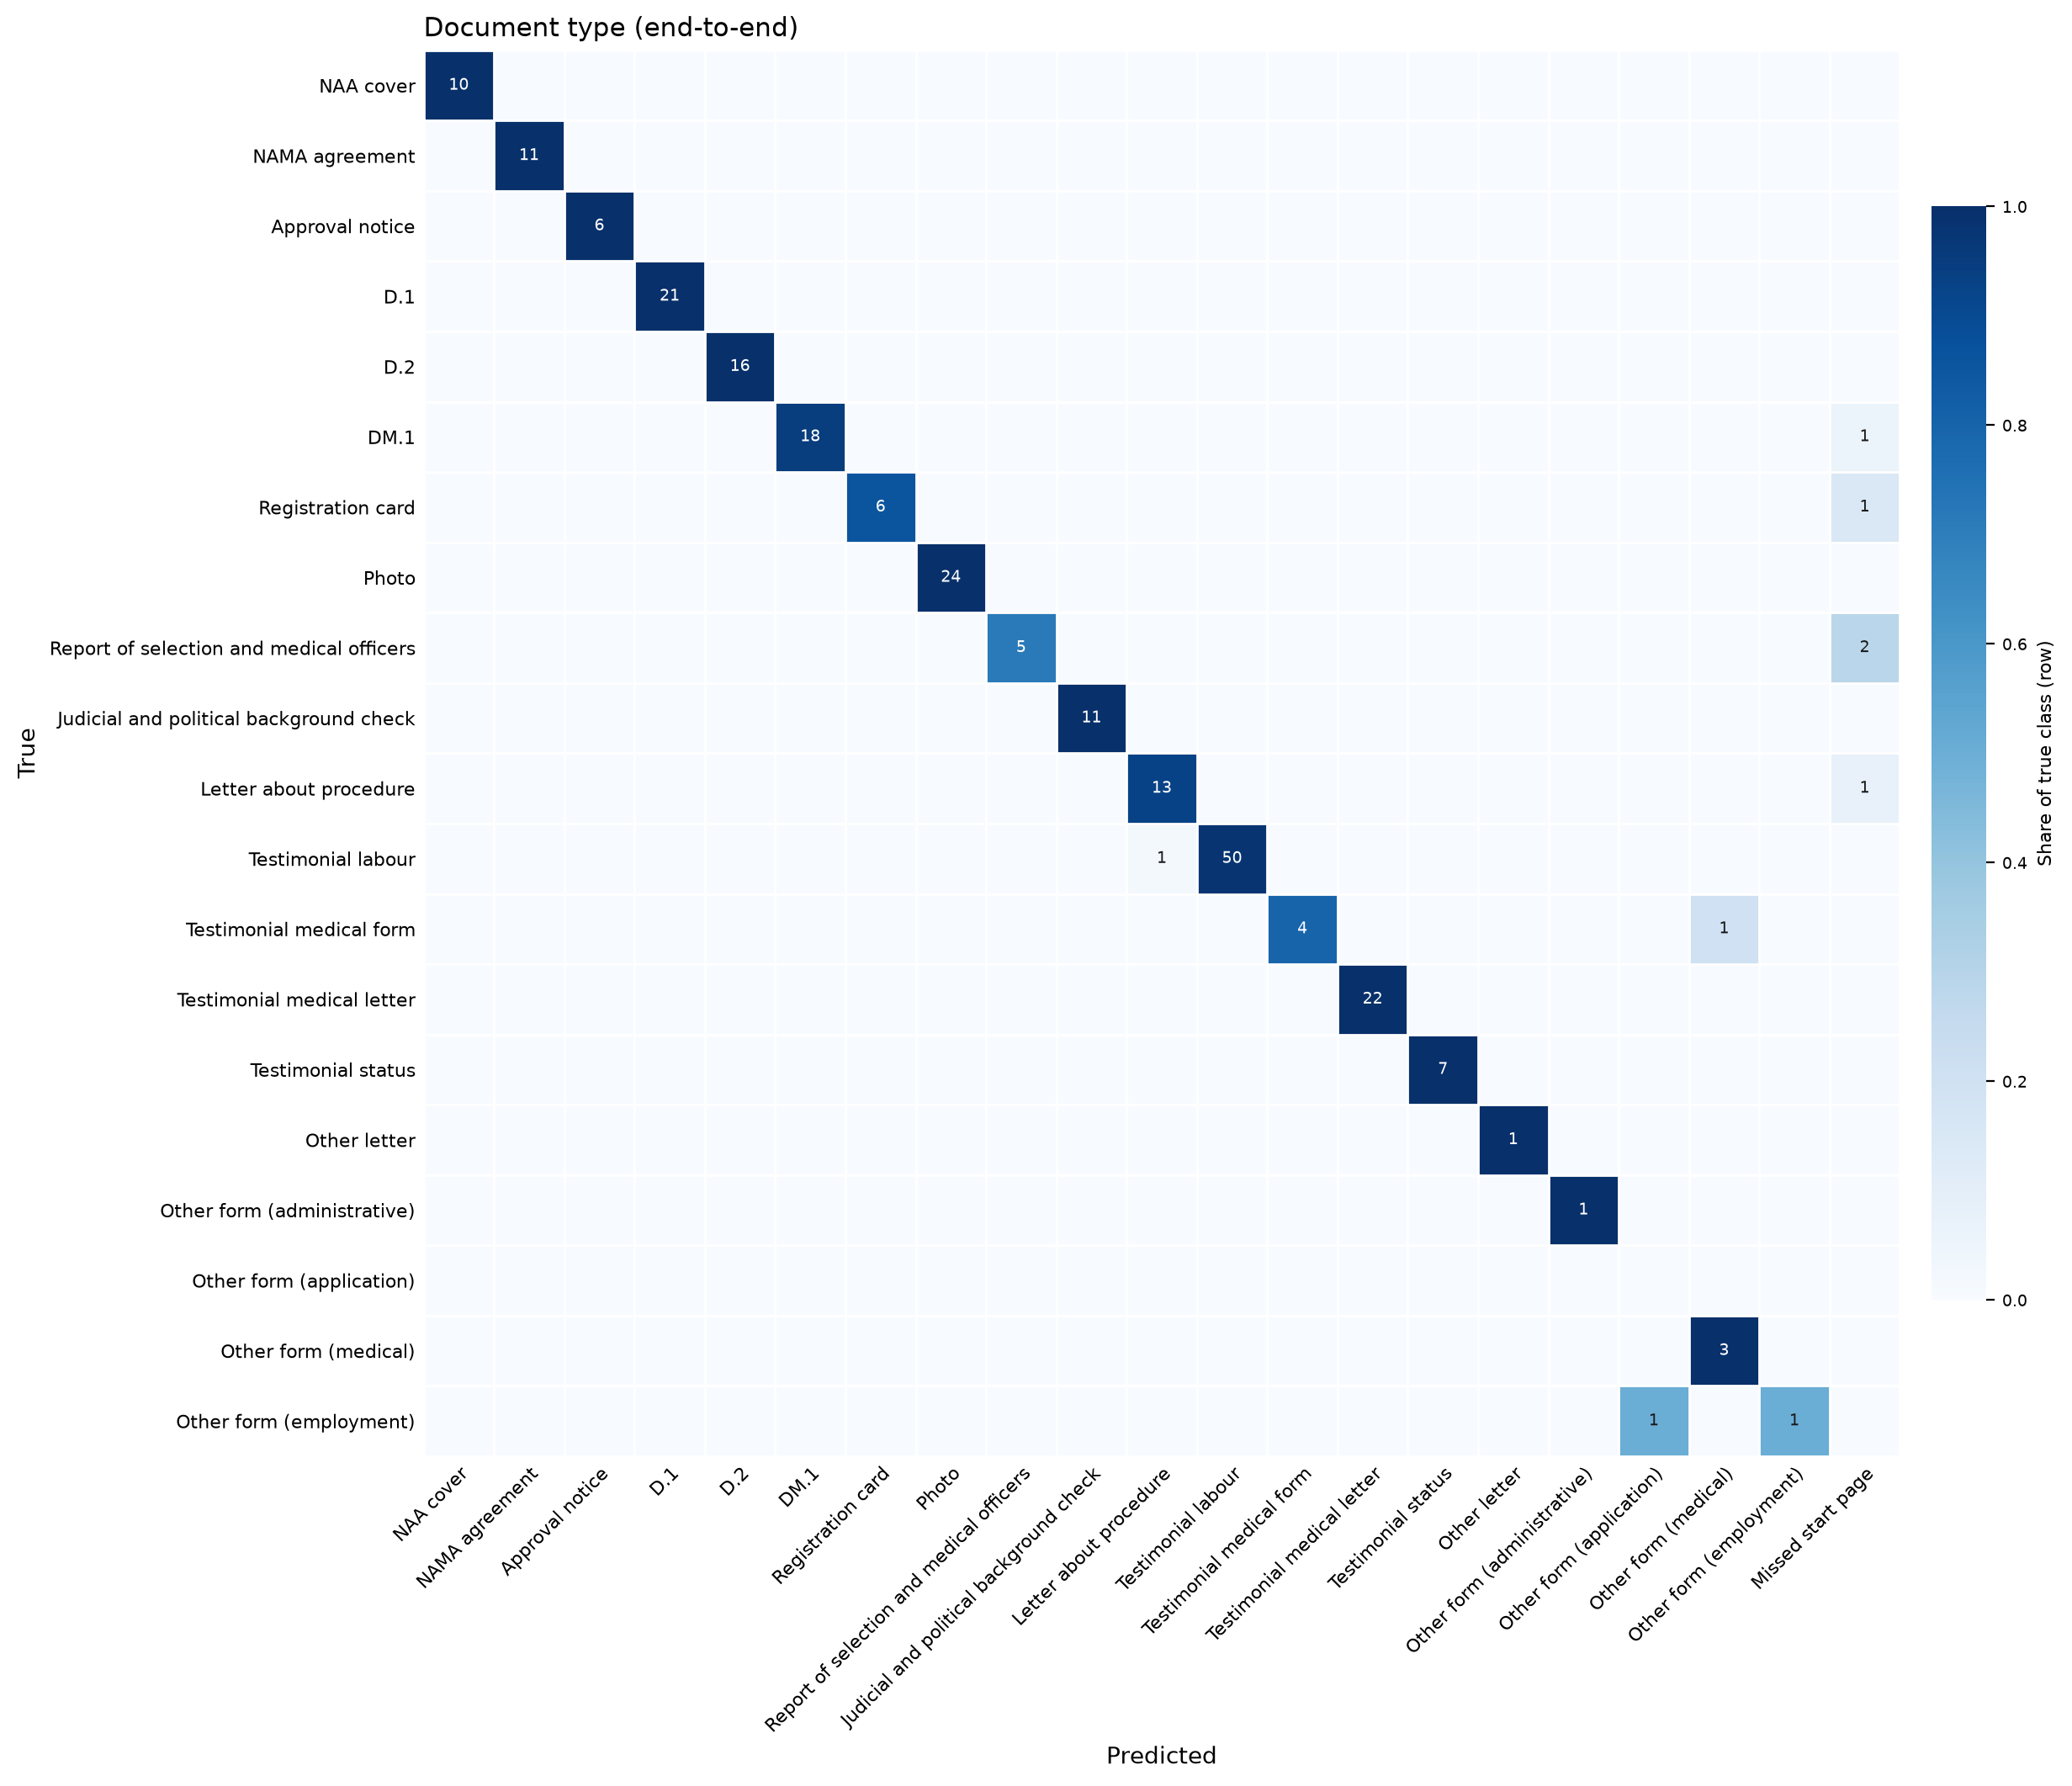 Document type (end-to-end)
NAA cover 10
NAMA agreement 11
Approval notice 6
D.1 21
D.2 16
DM.1 18 1
Registration card 6 1
Photo 24
Report of selection and medical officers 5 2
Judicial and political background check 11
Letter about procedure 13 1
Testimonial labour 1 50
Testimonial medical form 4 1
Testimonial medical letter 22
Testimonial status 7
Other letter 1
Other form (administrative) 1
Other form (application)
Other form (medical) 3
Other form (employment) 1 1
True
NAA cover
NAMA agreement
Approval notice
D.1
D.2
DM.1
Registration card
Photo
Report of selection and medical officers
Judicial and political background check
Letter about procedure
Testimonial labour
Testimonial medical form
Testimonial medical letter
Testimonial status
Other letter
Other form (administrative)
Other form (application)
Other form (medical)
Other form (employment)
Missed start page
Predicted
1.0
0.8
0.6
0.4
0.2
0.0
Share of true class (row)